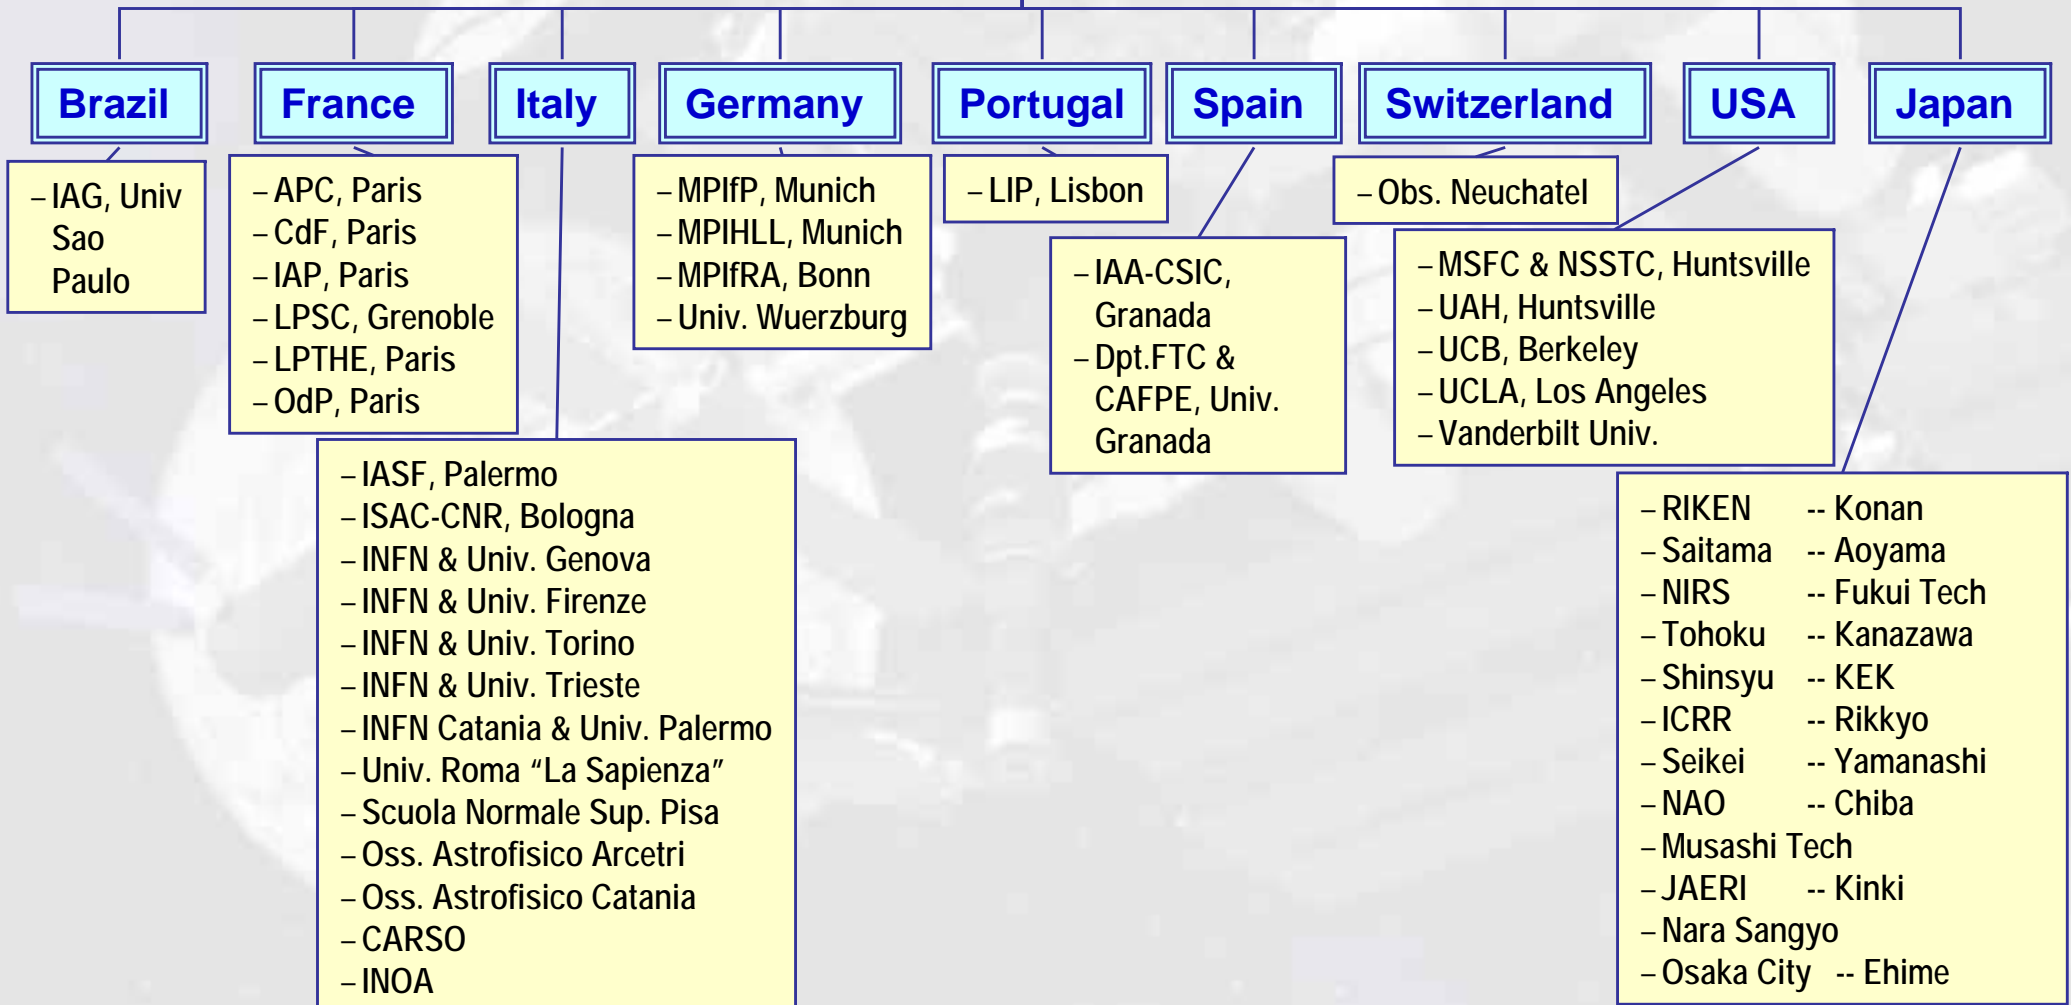 Brazil
France
Italy
Germany
Portugal
Spain
Switzerland
USA
Japan
– IAG, Univ
Sao
Paulo
– APC, Paris
– CdF, Paris
– IAP, Paris
– LPSC, Grenoble
– LPTHE, Paris
– OdP, Paris
– IASF, Palermo
– ISAC-CNR, Bologna
– INFN & Univ. Genova
– INFN & Univ. Firenze
– INFN & Univ. Torino
– INFN & Univ. Trieste
– INFN Catania & Univ. Palermo
– Univ. Roma “La Sapienza”
– Scuola Normale Sup. Pisa
– Oss. Astrofisico Arcetri
– Oss. Astrofisico Catania
– CARSO
– INOA
– MPIfP, Munich
– MPIHLL, Munich
– MPIfRA, Bonn
– Univ. Wuerzburg
– LIP, Lisbon
– IAA-CSIC,
Granada
– Dpt.FTC &
CAFPE, Univ.
Granada
– Obs. Neuchatel
– MSFC & NSSTC, Huntsville
– UAH, Huntsville
– UCB, Berkeley
– UCLA, Los Angeles
– Vanderbilt Univ.
– RIKEN -- Konan
– Saitama -- Aoyama
– NIRS -- Fukui Tech
– Tohoku -- Kanazawa
– Shinsyu -- KEK
– ICRR -- Rikkyo
– Seikei -- Yamanashi
– NAO -- Chiba
– Musashi Tech
– JAERI -- Kinki
– Nara Sangyo
– Osaka City -- Ehime